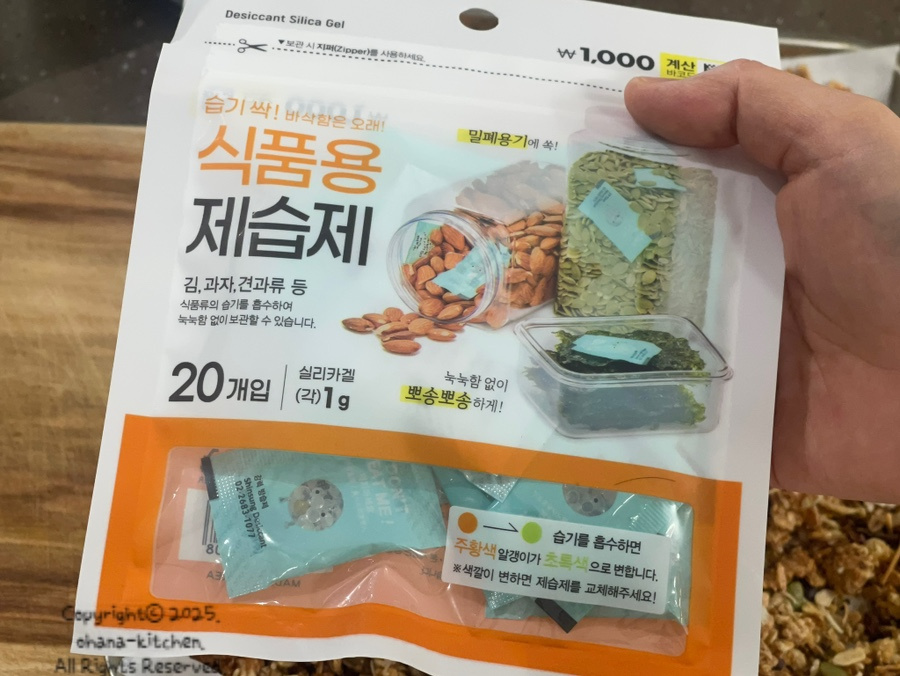 Desiccant Silica Gel
▼보관 시 지퍼(Zipper)를 사용하세요.
₩1,000
계산
바코드
습기 싹! 바삭함은 오래!
밀폐용기에 쏙!
식품용
제습제
김,과자,견과류 등
식품류의 습기를 흡수하여
눅눅함 없이 보관할 수 있습니다.
20개입
실리카겔
(각)1g
눅눅함 없이
뽀송뽀송하게!
습기를 흡수하면
주황색 알갱이가 초록색으로 변합니다.
※색깔이 변하면 제습제를 교체해주세요!
Copyright© 2025.
ohana-kitchen.
All Rights Reserved